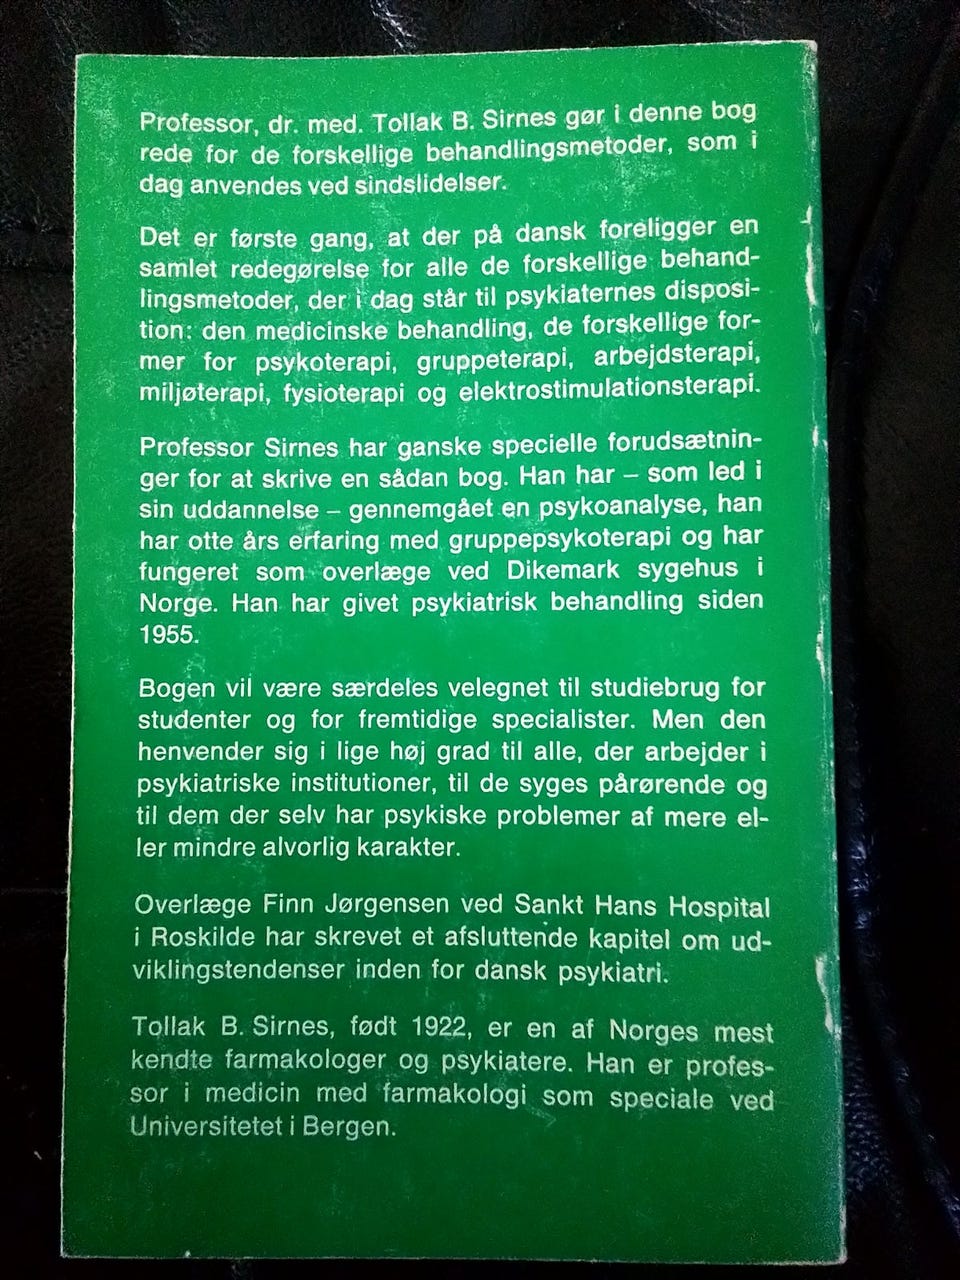 Professor, dr. med. Tollak B. Sirnes gør i denne bog
rede for de forskellige behandlingsmetoder, som i
dag anvendes ved sindslidelser.
Det er første gang, at der på dansk foreligger en
samlet redegørelse for alle de forskellige behand-
lingsmetoder, der i dag står til psykiaternes disposi-
tion: den medicinske behandling, de forskellige for-
mer for psykoterapi, gruppeterapi, arbejdsterapi,
miljøterapi, fysioterapi og elektrostimulationsterapi.
Professor Sirnes har ganske specielle forudsætnin-
ger for at skrive en sådan bog. Han har – som led i
sin uddannelse – gennemgået en psykoanalyse, han
har otte års erfaring med gruppepsykoterapi og har
fungeret som overlæge ved Dikemark sygehus i
Norge. Han har givet psykiatrisk behandling siden
1955.
Bogen vil være særdeles velegnet til studiebrug for
studenter og for fremtidige specialister. Men den
henvender sig i lige høj grad til alle, der arbejder i
psykiatriske institutioner, til de syges pårørende og
til dem der selv har psykiske problemer af mere el-
ler mindre alvorlig karakter.
Overlæge Finn Jørgensen ved Sankt Hans Hospital
i Roskilde har skrevet et afsluttende kapitel om ud-
viklingstendenser inden for dansk psykiatri.
Tollak B. Sirnes, født 1922, er en af Norges mest
kendte farmakologer og psykiatere. Han er profes-
sor i medicin med farmakologi som speciale ved
Universitetet i Bergen.